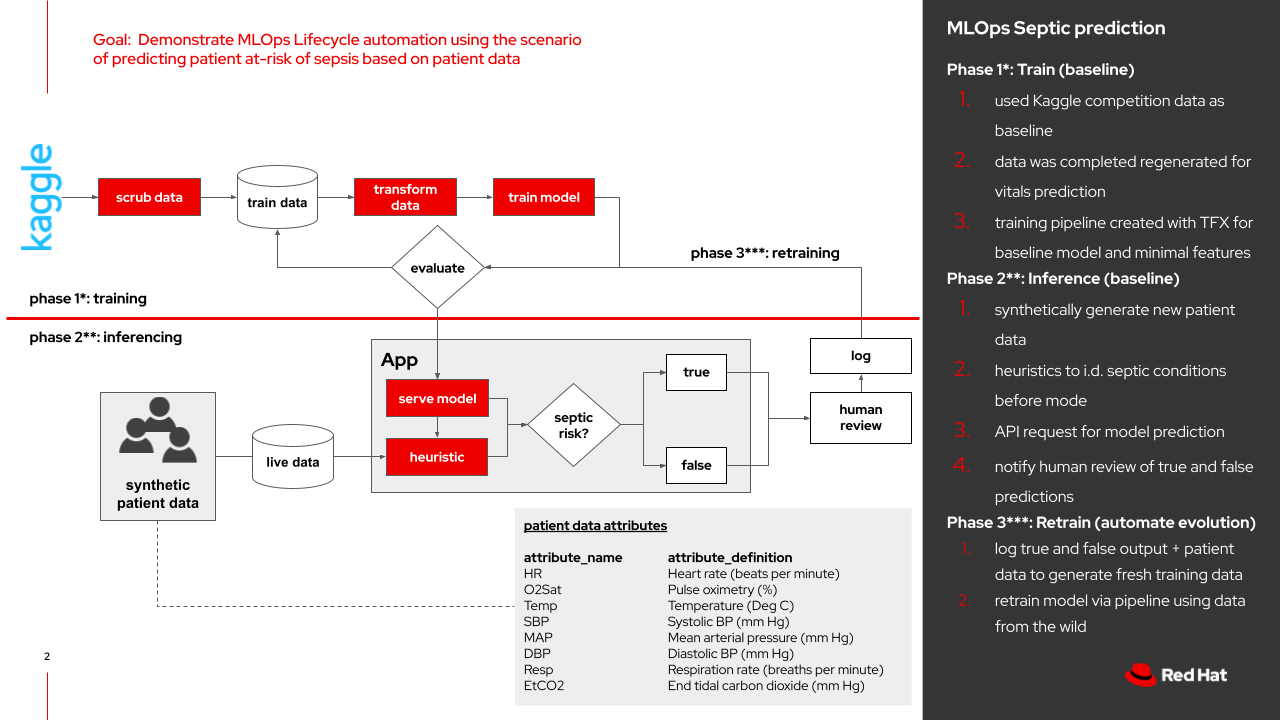 Goal:  Demonstrate MLOps Lifecycle automation using the scenario
of predicting patient at-risk of sepsis based on patient data
kaggle
scrub data
train data
transform
data
train model
evaluate
phase 3***: retraining
phase 1*: training
phase 2**: inferencing
App
serve model
heuristic
septic
risk?
true
false
log
human
review
synthetic
patient data
live data
patient data attributes
attribute_name attribute_definition
HR Heart rate (beats per minute)
O2Sat Pulse oximetry (%)
Temp Temperature (Deg C)
SBP Systolic BP (mm Hg)
MAP Mean arterial pressure (mm Hg)
DBP Diastolic BP (mm Hg)
Resp Respiration rate (breaths per minute)
EtCO2 End tidal carbon dioxide (mm Hg)
2
MLOps Septic prediction
Phase 1*: Train (baseline)
1. used Kaggle competition data as
baseline
2. data was completed regenerated for
vitals prediction
3. training pipeline created with TFX for
baseline model and minimal features
Phase 2**: Inference (baseline)
1. synthetically generate new patient
data
2. heuristics to i.d. septic conditions
before mode
3. API request for model prediction
4. notify human review of true and false
predictions
Phase 3***: Retrain (automate evolution)
1. log true and false output + patient
data to generate fresh training data
2. retrain model via pipeline using data
from the wild
Red Hat